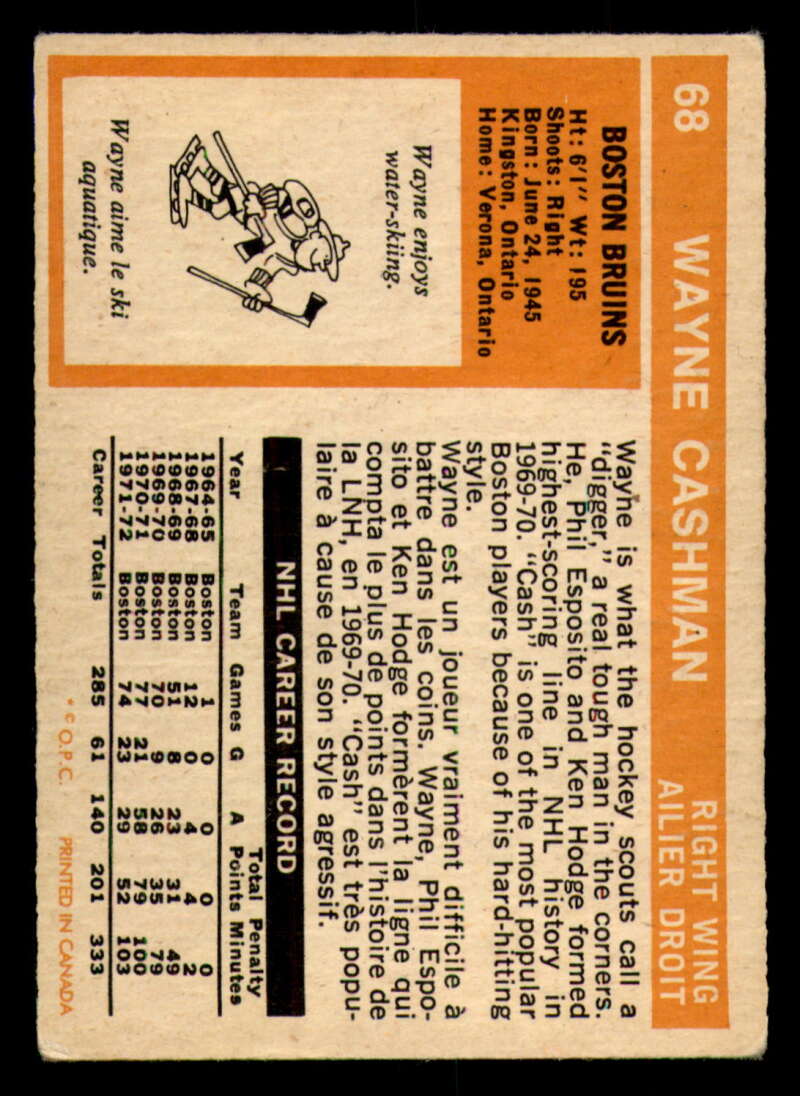 68 WAYNE CASHMAN RIGHT WING
AILIER DROIT
BOSTON BRUINS
Ht: 6'1" Wt: 195
Shoots: Right
Born: June 24, 1945
Kingston, Ontario
Home: Verona, Ontario
Wayne enjoys
water-skiing.
Wayne aime le ski
aquatique.
Wayne is what the hockey scouts call a
"digger," a real tough man in the corners.
He, Phil Esposito and Ken Hodge formed
highest-scoring line in NHL history in
1969-70. "Cash" is one of the most popular
Boston players because of his hard-hitting
style.
Wayne est un joueur vraiment difficile à
battre dans les coins. Wayne, Phil Espo-
sito et Ken Hodge formèrent la ligne qui
compta le plus de points dans l'histoire de
la LNH, en 1969-70. "Cash" est très popu-
laire à cause de son style agressif.
NHL CAREER RECORD
Total Penalty
Year Team Games G A Points Minutes
1964-65 Boston 1 0 0 0 0
1967-68 Boston 12 0 4 4 2
1968-69 Boston 51 8 23 31 49
1969-70 Boston 70 9 26 35 79
1970-71 Boston 77 21 58 79 100
1971-72 Boston 74 23 29 52 103
Career Totals 285 61 140 201 333
* © O.P.C. PRINTED IN CANADA